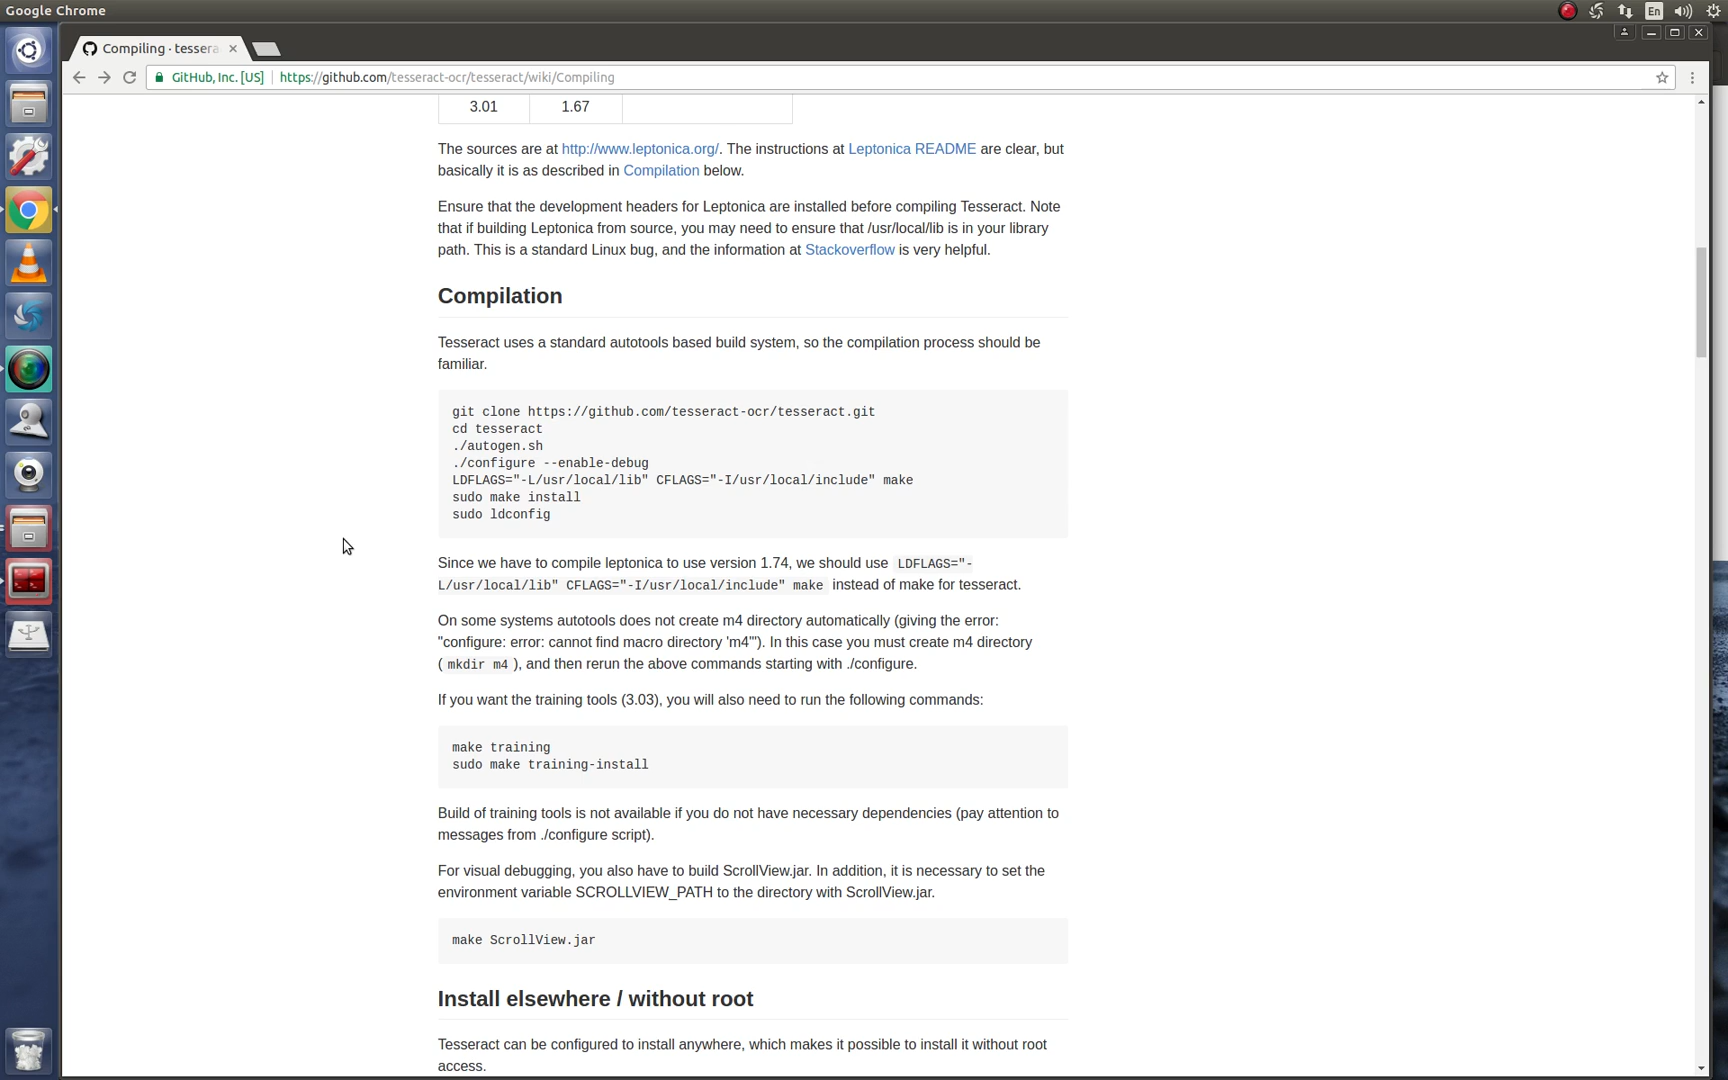 Google Chrome
En
Compiling · tessera
GitHub, Inc. [US]
https://github.com/tesseract-ocr/tesseract/wiki/Compiling
3.01 1.67
The sources are at http://www.leptonica.org/. The instructions at Leptonica README are clear, but
basically it is as described in Compilation below.
Ensure that the development headers for Leptonica are installed before compiling Tesseract. Note
that if building Leptonica from source, you may need to ensure that /usr/local/lib is in your library
path. This is a standard Linux bug, and the information at Stackoverflow is very helpful.
Compilation
Tesseract uses a standard autotools based build system, so the compilation process should be
familiar.
git clone https://github.com/tesseract-ocr/tesseract.git
cd tesseract
./autogen.sh
./configure --enable-debug
LDFLAGS="-L/usr/local/lib" CFLAGS="-I/usr/local/include" make
sudo make install
sudo ldconfig
Since we have to compile leptonica to use version 1.74, we should use LDFLAGS="-
L/usr/local/lib" CFLAGS="-I/usr/local/include" make instead of make for tesseract.
On some systems autotools does not create m4 directory automatically (giving the error:
"configure: error: cannot find macro directory 'm4'"). In this case you must create m4 directory
( mkdir m4 ), and then rerun the above commands starting with ./configure.
If you want the training tools (3.03), you will also need to run the following commands:
make training
sudo make training-install
Build of training tools is not available if you do not have necessary dependencies (pay attention to
messages from ./configure script).
For visual debugging, you also have to build ScrollView.jar. In addition, it is necessary to set the
environment variable SCROLLVIEW_PATH to the directory with ScrollView.jar.
make ScrollView.jar
Install elsewhere / without root
Tesseract can be configured to install anywhere, which makes it possible to install it without root
access.